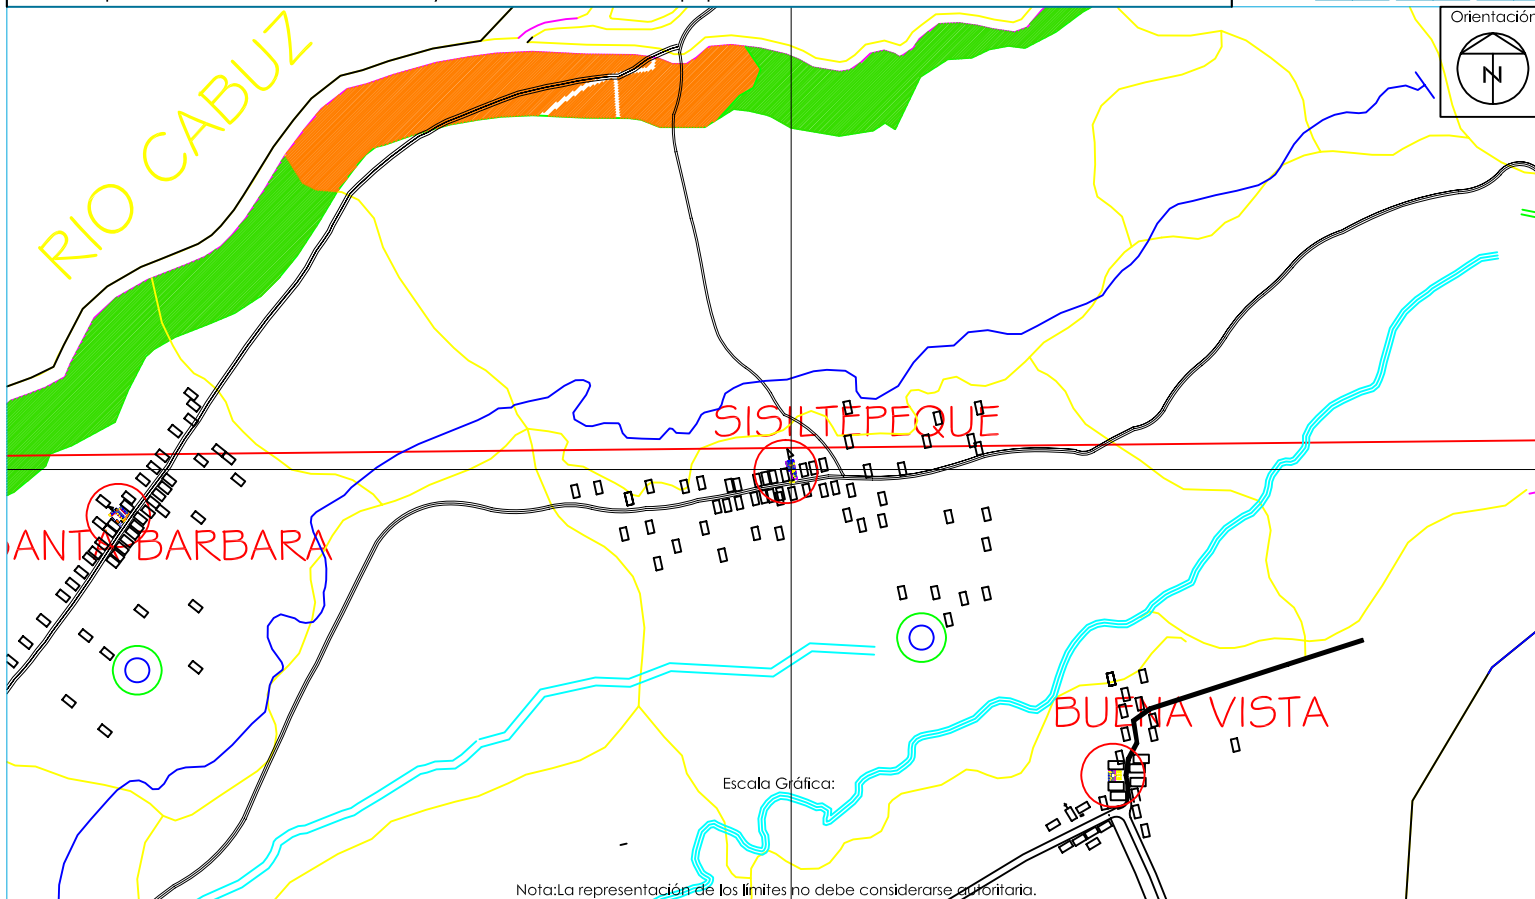 Orientación
N
RIO CABUZ
SISILTEPEQUE
SANTA BARBARA
BUENA VISTA
Escala Gráfica:
Nota:La representación de los límites no debe considerarse autoritaria.